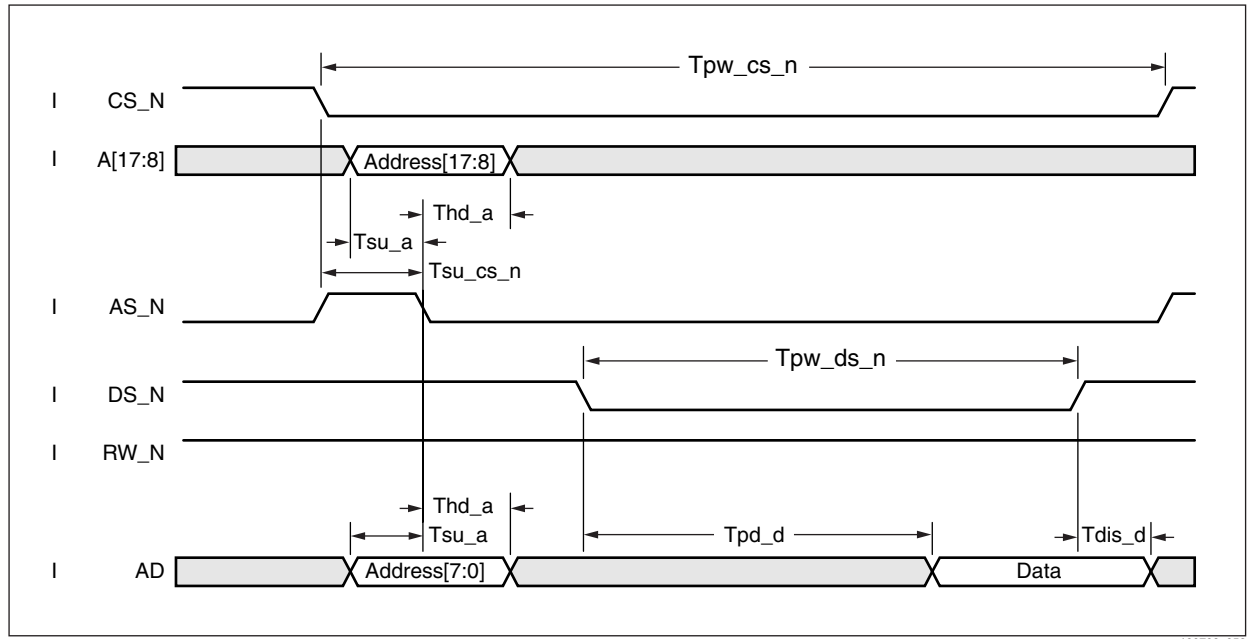 Tpw_cs_n
I CS_N
I A[17:8] Address[17:8]
Thd_a
Tsu_a
Tsu_cs_n
I AS_N
Tpw_ds_n
I DS_N
I RW_N
Thd_a
Tsu_a Tpd_d Tdis_d
I AD Address[7:0] Data